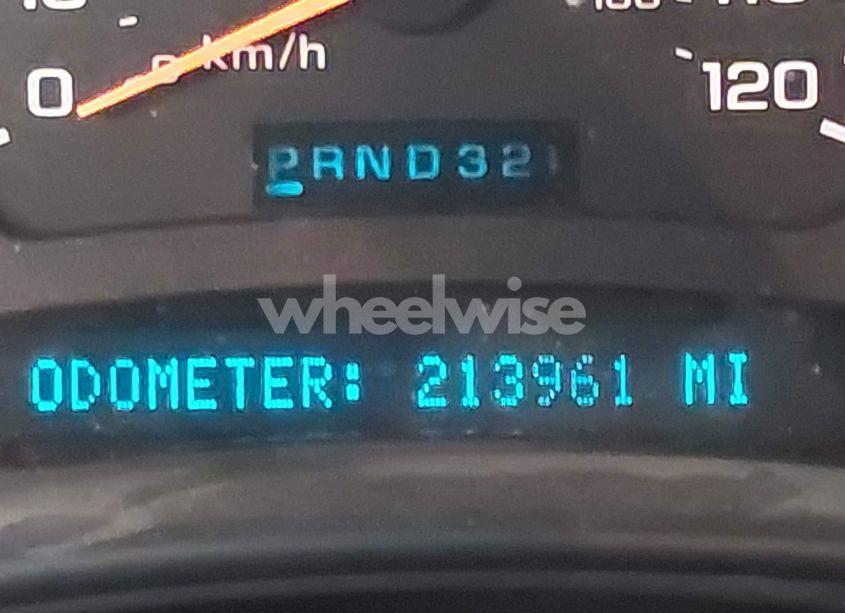 0
km/h
120
PRND321
wheelwise
ODOMETER: 213961 MI